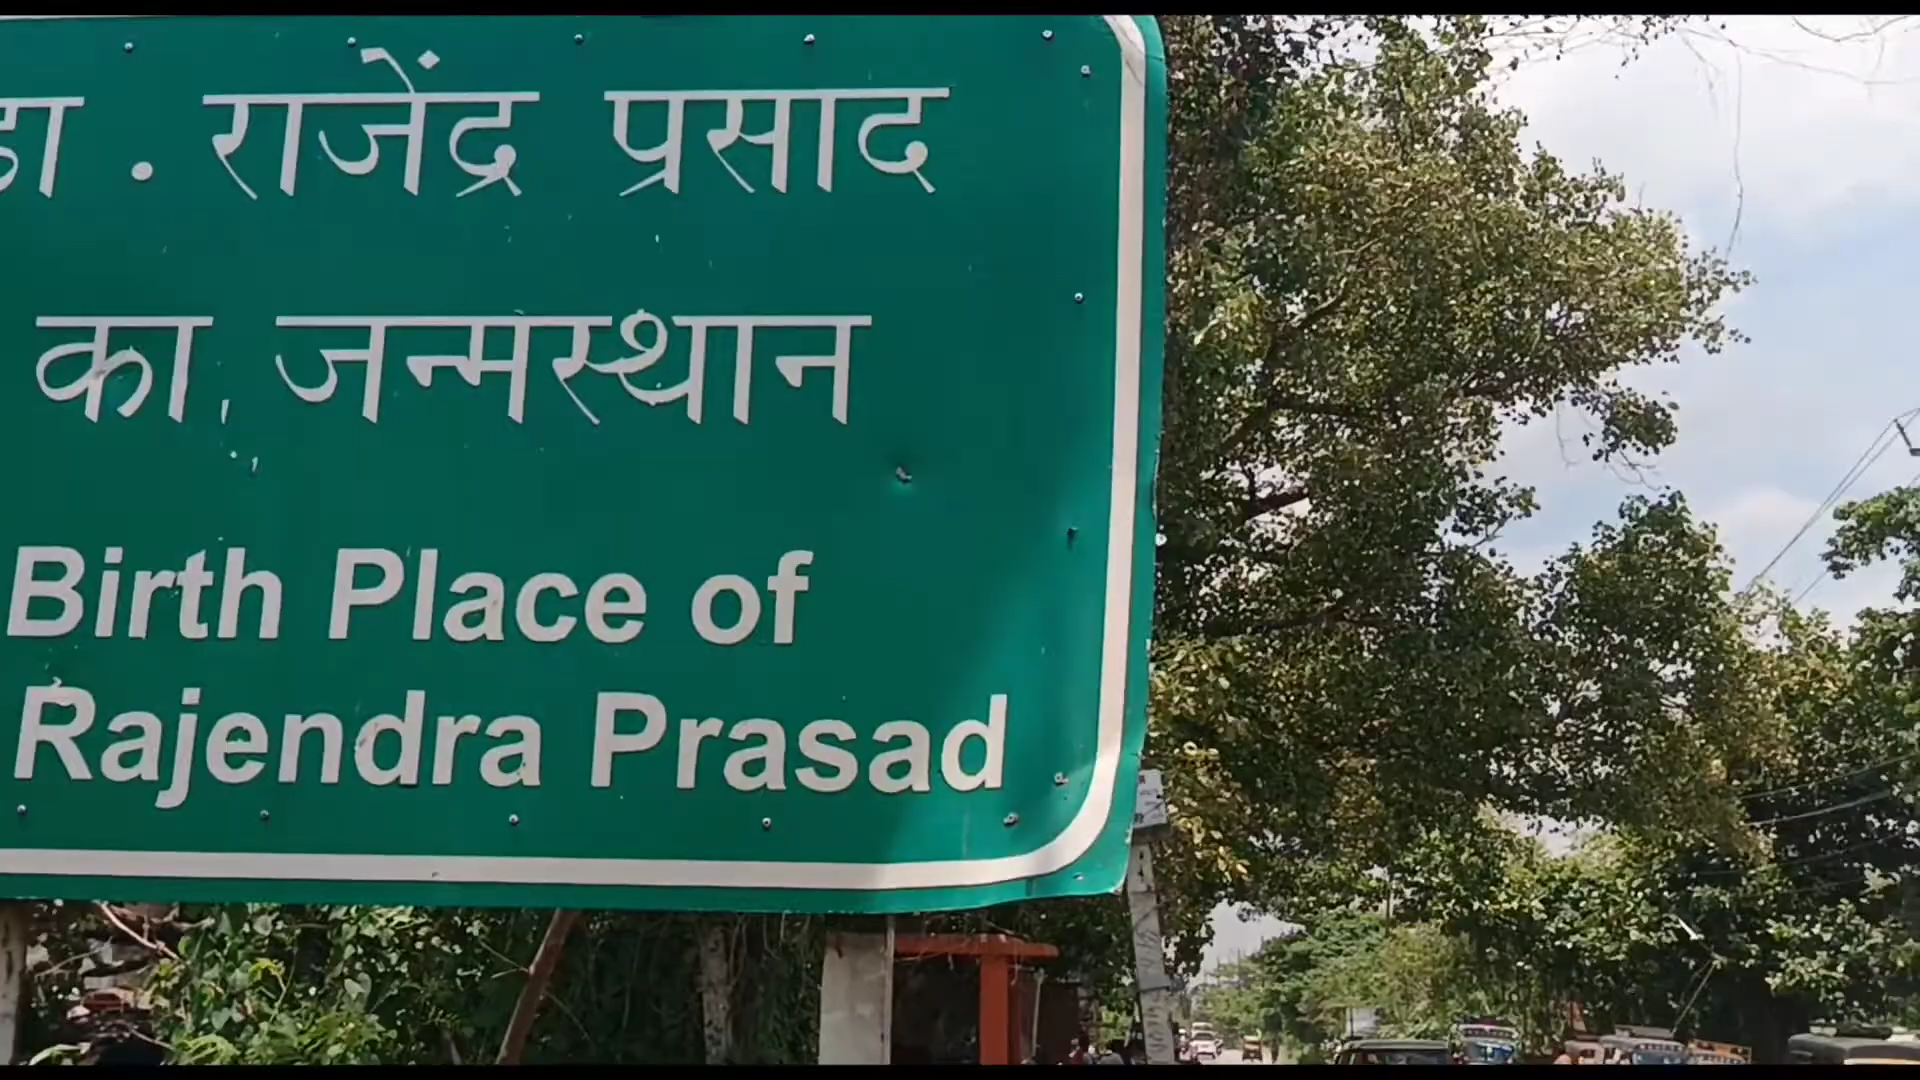 डा . राजेंद्र प्रसाद
का जन्मस्थान
Birth Place of
Rajendra Prasad